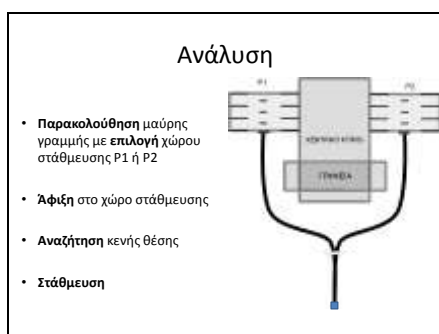 Ανάλυση
• Παρακολούθηση μαύρης
γραμμής με επιλογή χώρου
στάθμευσης P1 ή P2
• Άφιξη στο χώρο στάθμευσης
• Αναζήτηση κενής θέσης
• Στάθμευση
P1
P2
ΓΡΑΦΕΙΑ